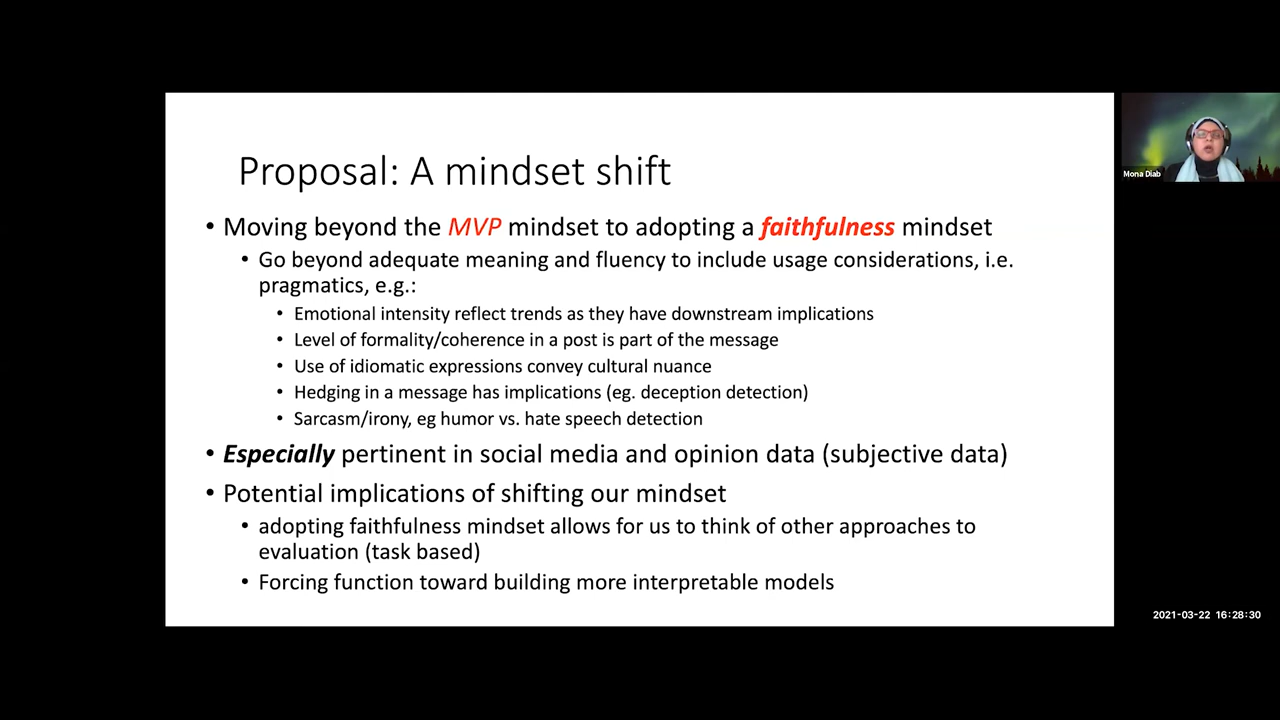 Proposal: A mindset shift
• Moving beyond the MVP mindset to adopting a faithfulness mindset
• Go beyond adequate meaning and fluency to include usage considerations, i.e.
pragmatics, e.g.:
• Emotional intensity reflect trends as they have downstream implications
• Level of formality/coherence in a post is part of the message
• Use of idiomatic expressions convey cultural nuance
• Hedging in a message has implications (eg. deception detection)
• Sarcasm/irony, eg humor vs. hate speech detection
• Especially pertinent in social media and opinion data (subjective data)
• Potential implications of shifting our mindset
• adopting faithfulness mindset allows for us to think of other approaches to
evaluation (task based)
• Forcing function toward building more interpretable models
Mona Diab
2021-03-22 16:28:30